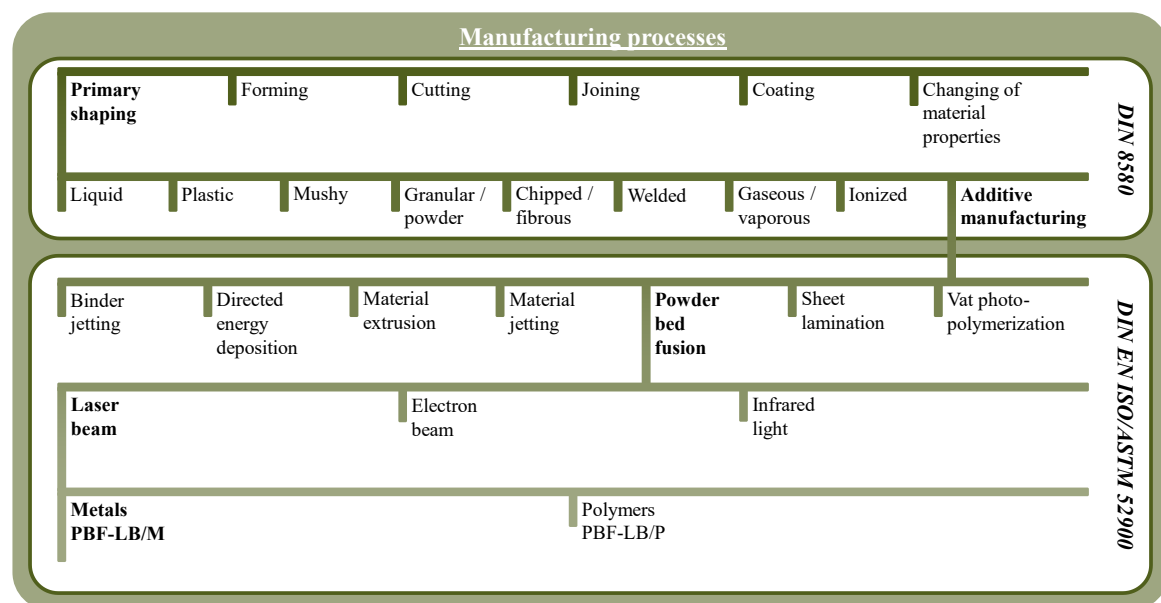 Manufacturing processes
Primary
shaping
Forming
Cutting
Joining
Coating
Changing of
material
properties
DIN 8580
Liquid
Plastic
Mushy
Granular /
powder
Chipped /
fibrous
Welded
Gaseous /
vaporous
Ionized
Additive
manufacturing
Binder
jetting
Directed
energy
deposition
Material
extrusion
Material
jetting
Powder
bed
fusion
Sheet
lamination
Vat photo-
polymerization
DIN EN ISO/ASTM 52900
Laser
beam
Electron
beam
Infrared
light
Metals
PBF-LB/M
Polymers
PBF-LB/P